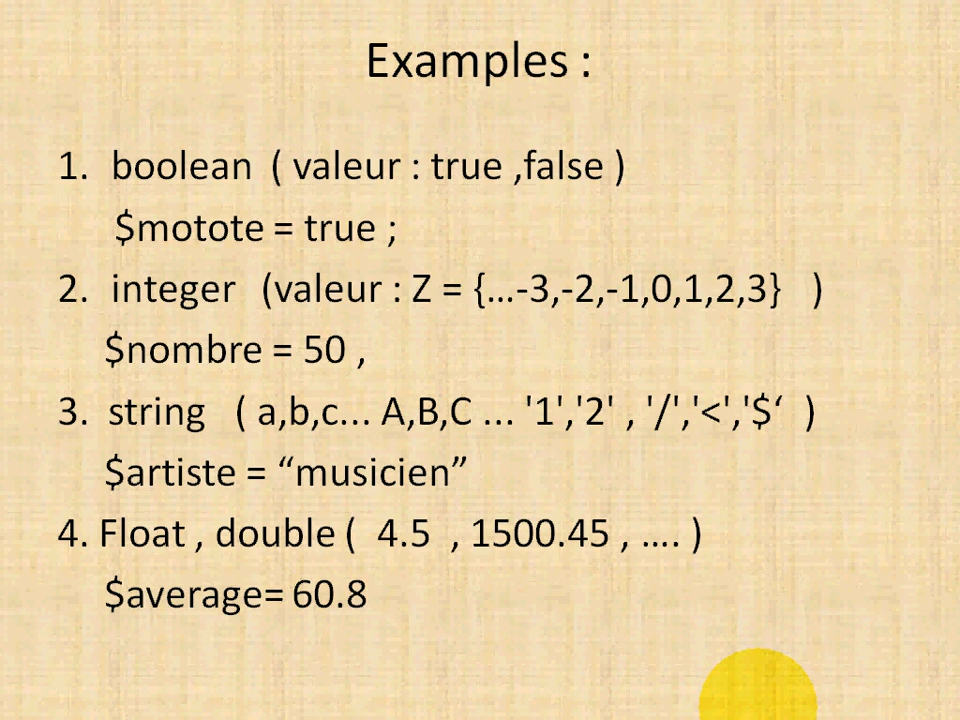 Examples :
1. boolean ( valeur : true ,false )
$motote = true ;
2. integer (valeur : Z = {...-3,-2,-1,0,1,2,3} )
$nombre = 50 ,
3. string ( a,b,c... A,B,C ... '1','2' , '/','<','$‘ )
$artiste = “musicien”
4. Float , double ( 4.5 , 1500.45 , .... )
$average= 60.8